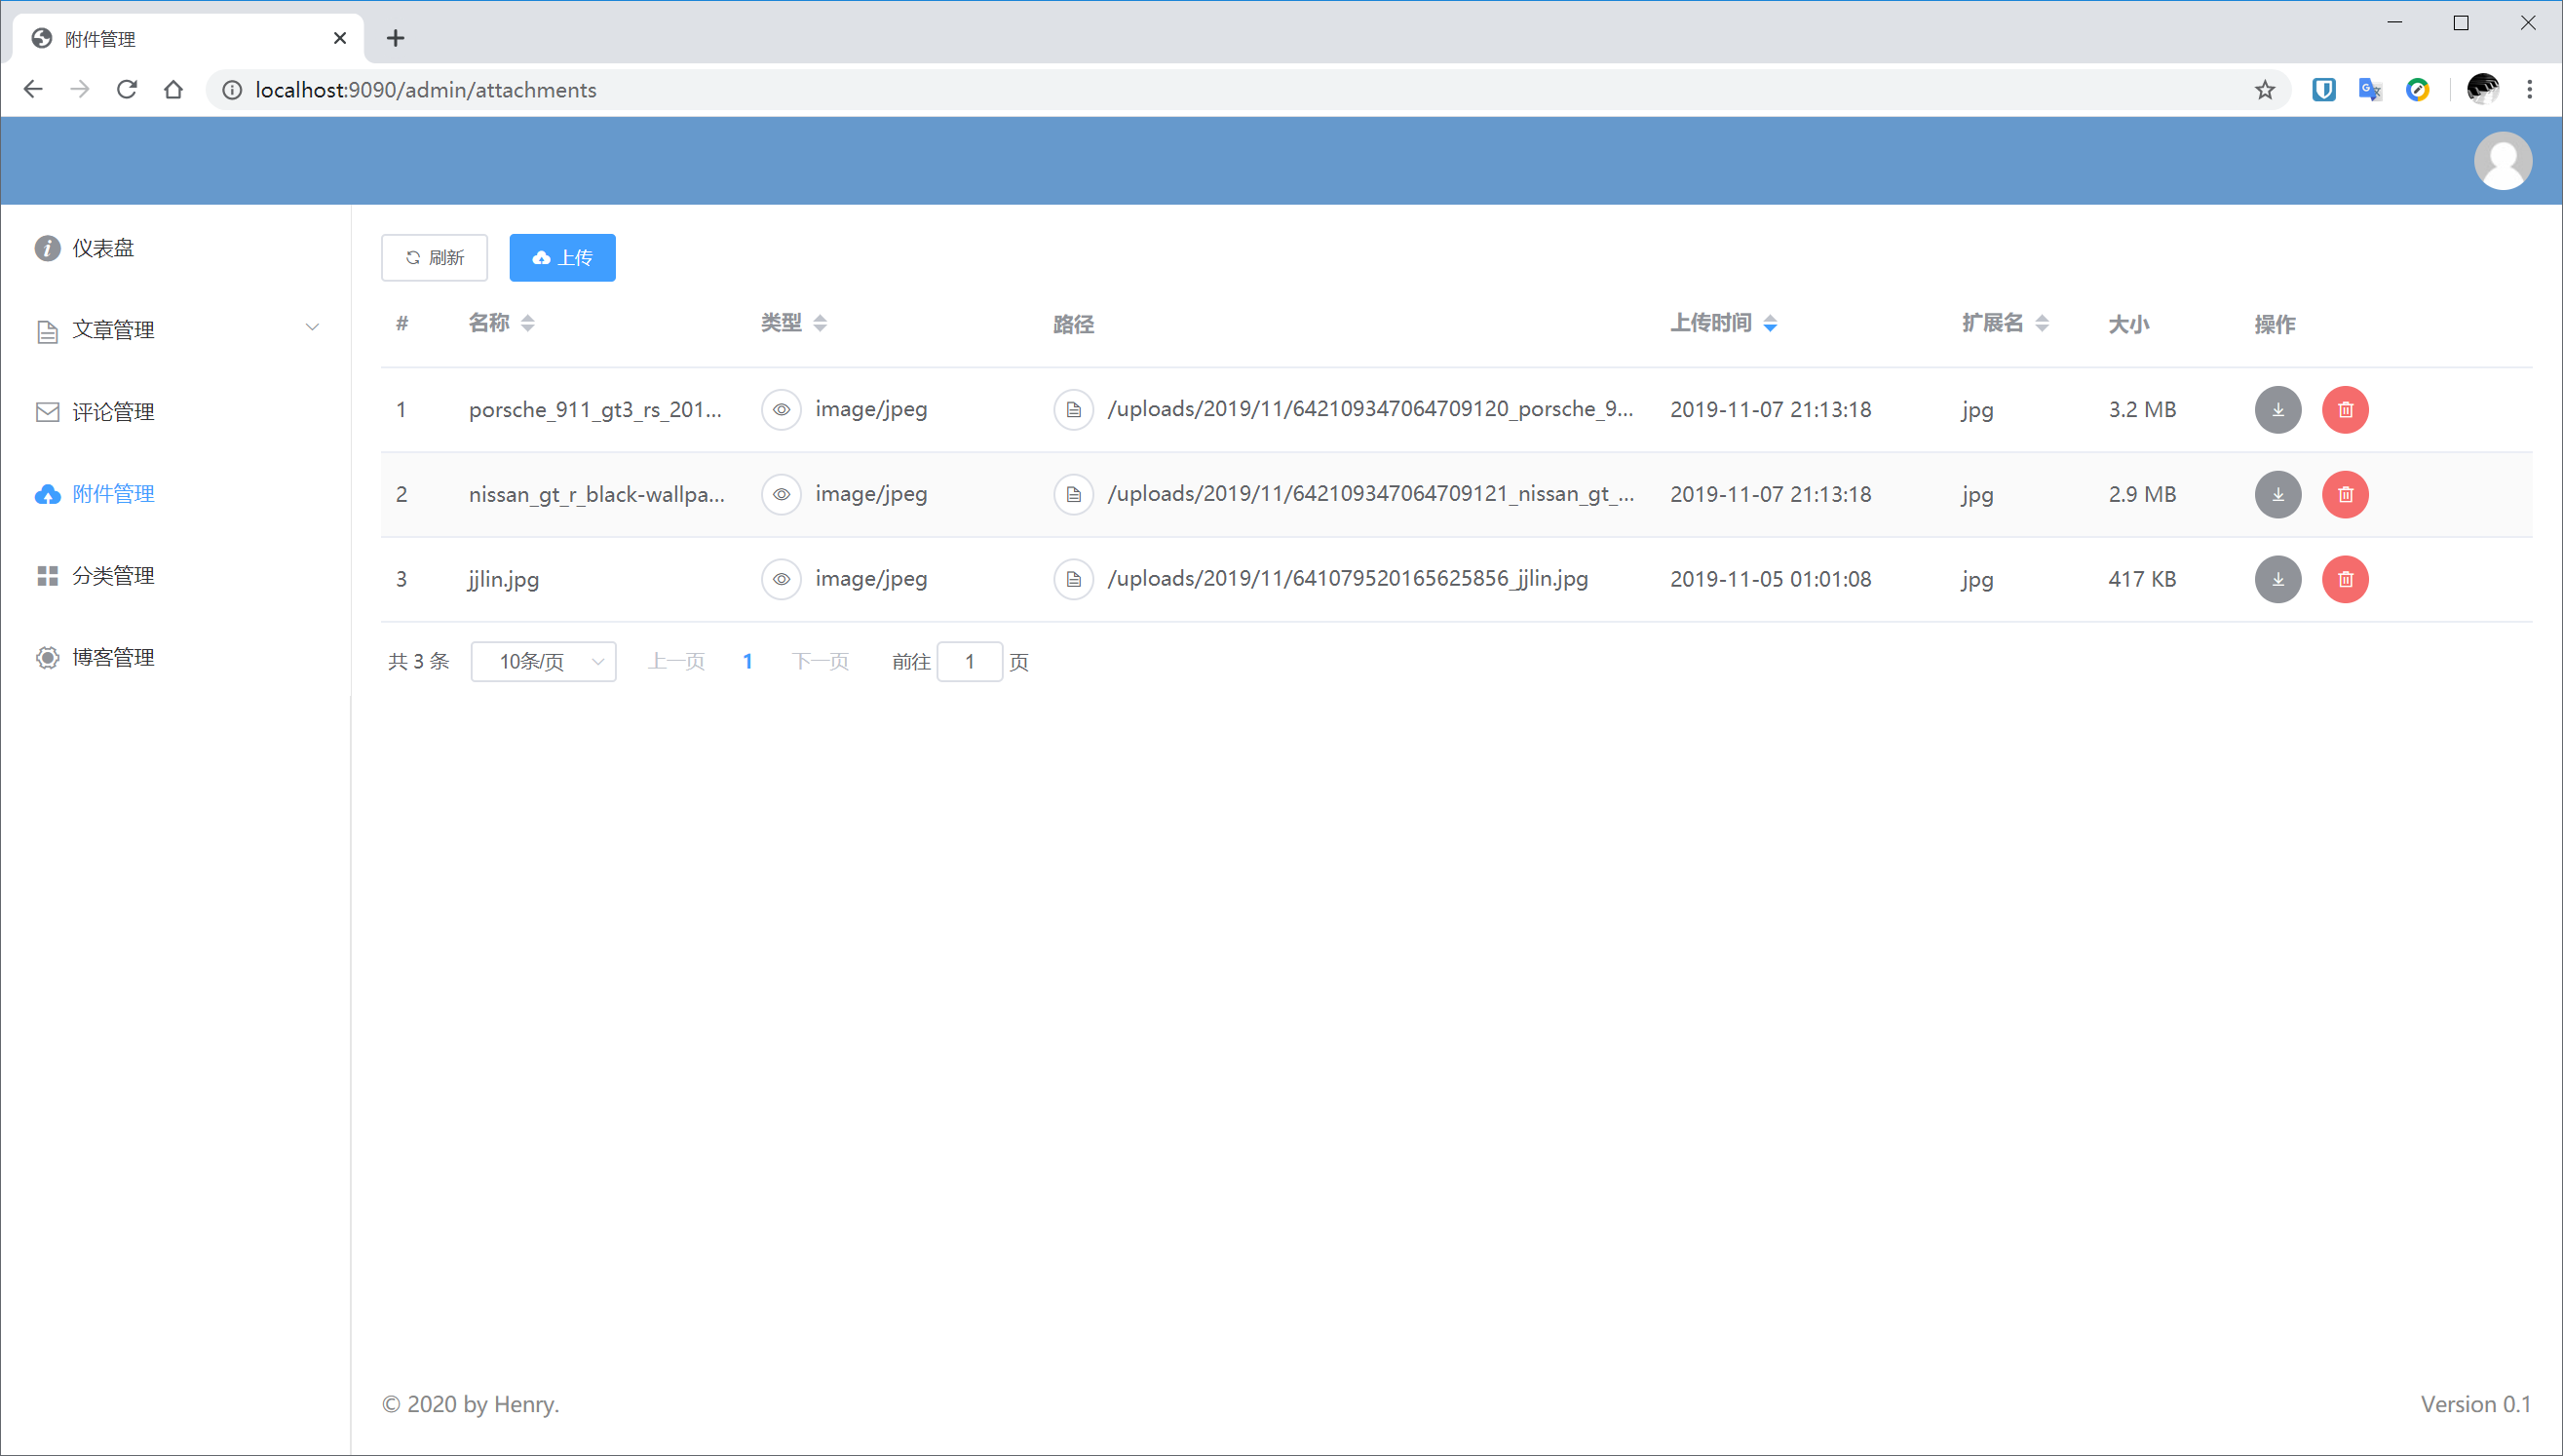 附件管理
localhost:9090/admin/attachments
仪表盘
文章管理
评论管理
附件管理
分类管理
博客管理
刷新 上传
# 名称 类型 路径 上传时间 扩展名 大小 操作
1 porsche_911_gt3_rs_201... image/jpeg /uploads/2019/11/642109347064709120_porsche_9... 2019-11-07 21:13:18 jpg 3.2 MB
2 nissan_gt_r_black-wallpa... image/jpeg /uploads/2019/11/642109347064709121_nissan_gt_... 2019-11-07 21:13:18 jpg 2.9 MB
3 jjlin.jpg image/jpeg /uploads/2019/11/641079520165625856_jjlin.jpg 2019-11-05 01:01:08 jpg 417 KB
共 3 条 10条/页 上一页 1 下一页 前往 1 页
© 2020 by Henry. Version 0.1